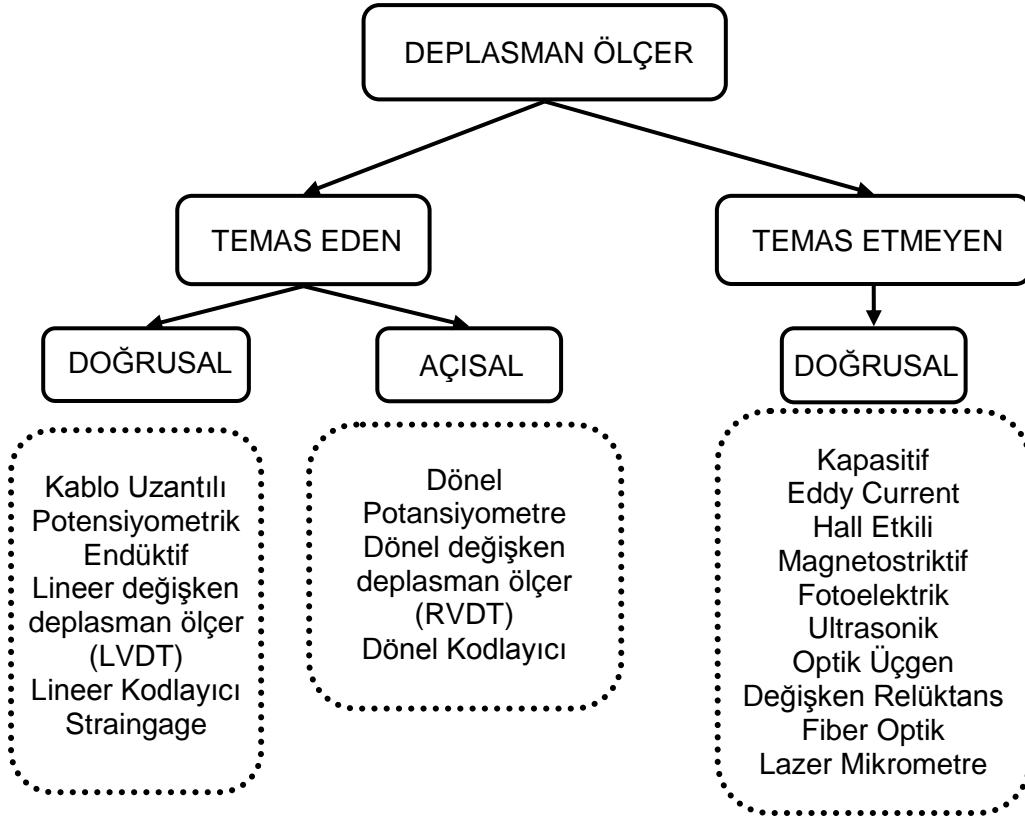 DEPLASMAN ÖLÇER
TEMAS EDEN
TEMAS ETMEYEN
DOĞRUSAL
AÇISAL
DOĞRUSAL
Kablo Uzantılı
Potensiyometrik
Endüktif
Lineer değişken
deplasman ölçer
(LVDT)
Lineer Kodlayıcı
Straingage
Dönel
Potansiyometre
Dönel değişken
deplasman ölçer
(RVDT)
Dönel Kodlayıcı
Kapasitif
Eddy Current
Hall Etkili
Magnetostriktif
Fotoelektrik
Ultrasonik
Optik Üçgen
Değişken Relüktans
Fiber Optik
Lazer Mikrometre